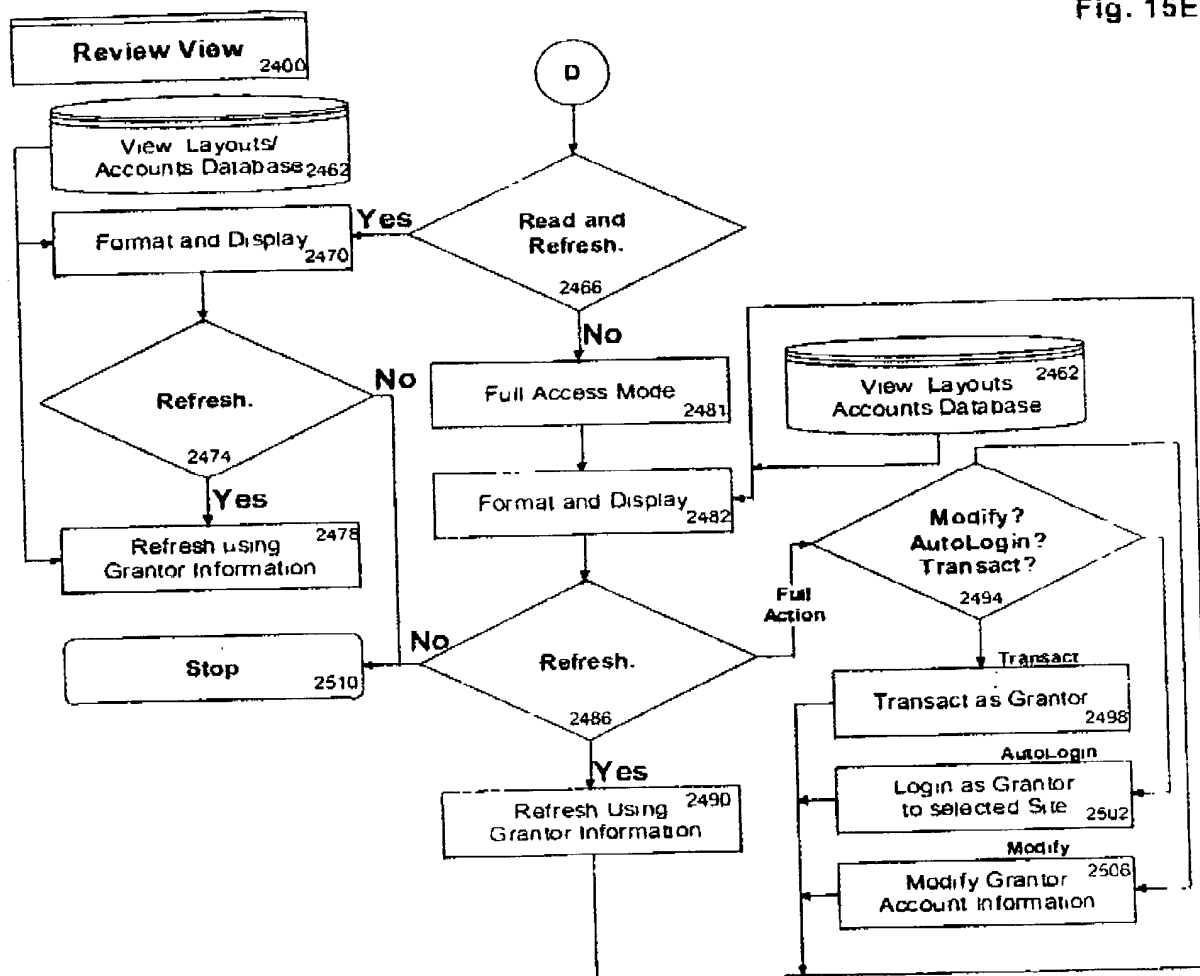 Fig. 15E
Review View
2400
D
View Layouts/
Accounts Database 2462
Yes
Read and
Refresh.
2466
Format and Display
2470
No
Refresh.
2474
No
Full Access Mode
2481
View Layouts 2462
Accounts Database
Yes
Format and Display
2482
Refresh using 2478
Grantor Information
Modify?
AutoLogin?
Transact?
2494
Full
Action
No
Stop
2510
Refresh.
2486
Transact
Transact as Grantor
2498
Yes
AutoLogin
Login as Grantor
to selected Site 2502
Refresh Using 2490
Grantor Information
Modify
Modify Grantor 2506
Account Information